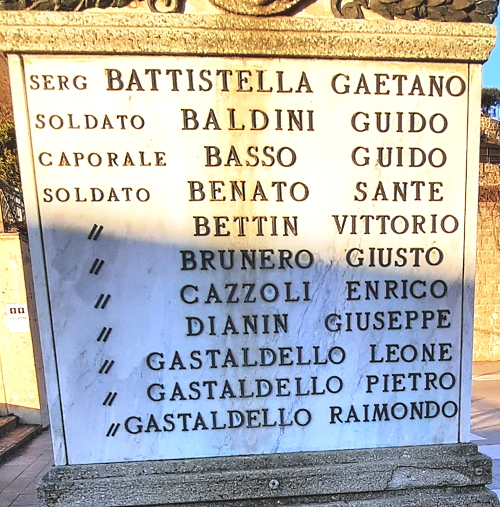 SERG BATTISTELLA GAETANO
SOLDATO BALDINI GUIDO
CAPORALE BASSO GUIDO
SOLDATO BENATO SANTE
〃 BETTIN VITTORIO
〃 BRUNERO GIUSTO
〃 CAZZOLI ENRICO
〃 DIANIN GIUSEPPE
〃 GASTALDELLO LEONE
〃 GASTALDELLO PIETRO
〃 GASTALDELLO RAIMONDO